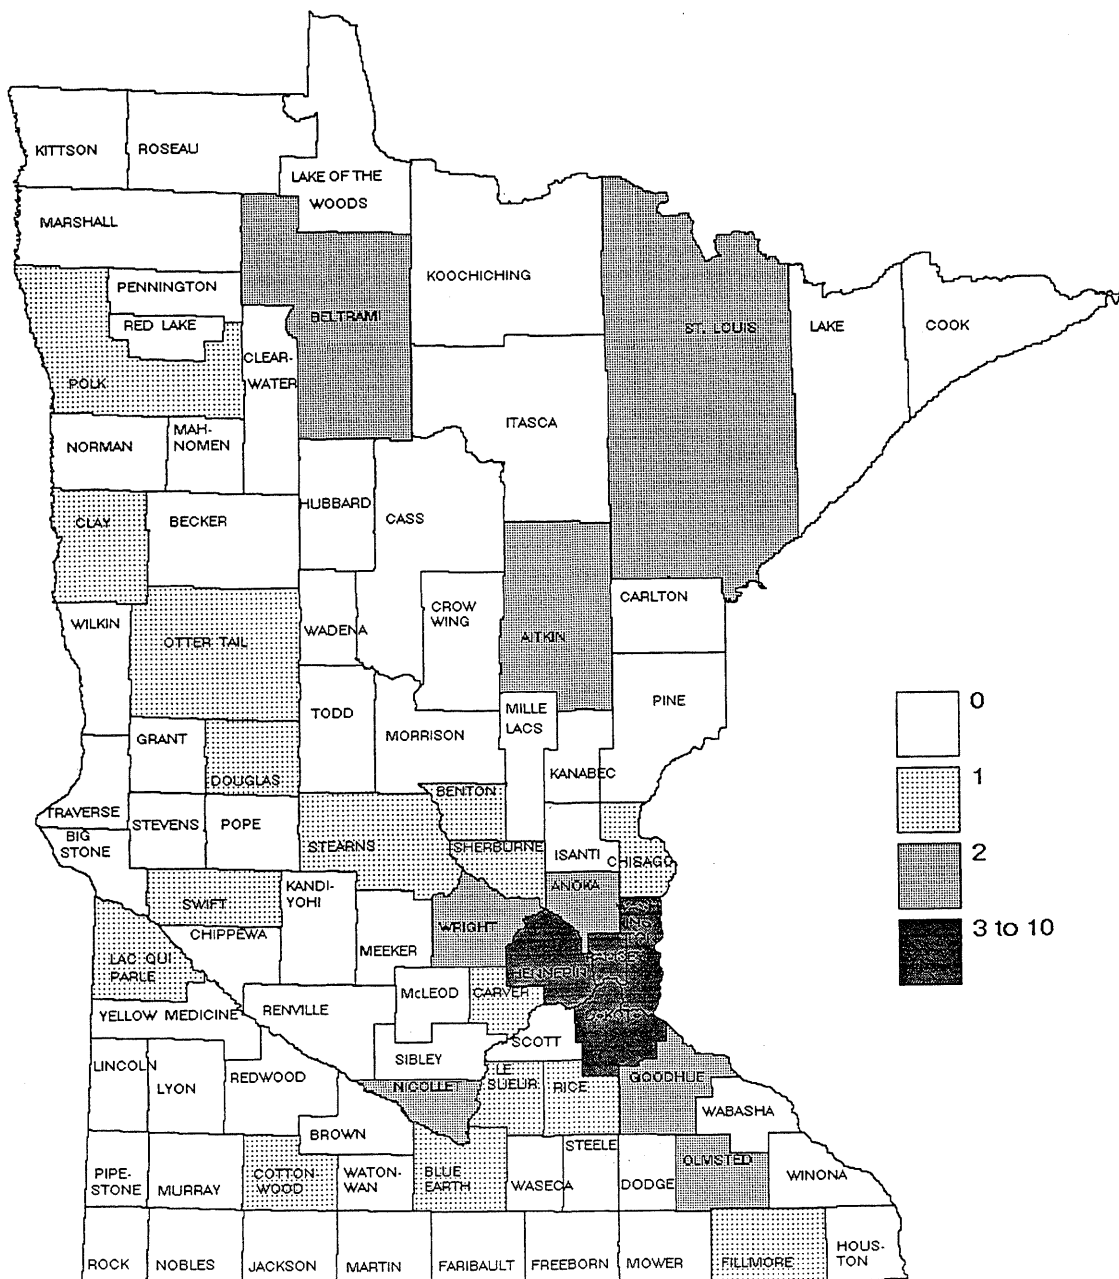 KITTSON
ROSEAU
LAKE OF THE
WOODS
MARSHALL
KOOCHICHING
PENNINGTON
RED LAKE
BELTRAMI
ST. LOUIS
LAKE
COOK
CLEAR-
WATER
POLK
ITASCA
MAH-
NOMEN
NORMAN
HUBBARD
CASS
CLAY
BECKER
CARLTON
CROW
WING
WILKIN
WADENA
AITKIN
OTTER TAIL
PINE
0
MILLE
LACS
TODD
MORRISON
GRANT
KANABEC
1
DOUGLAS
BENTON
TRAVERSE
STEVENS
POPE
BIG
STONE
STEARNS
SHERBURNE
ISANTI
CHISAGO
2
KANDI-
YOHI
ANOKA
SWIFT
WRIGHT
3 to 10
CHIPPEWA
MEEKER
LAC QUI
PARLE
HENNEPIN
McLEOD
CARVER
YELLOW MEDICINE
RENVILLE
DAKOTA
SCOTT
SIBLEY
LINCOLN
LYON
REDWOOD
NICOLLET
LE
SUEUR
RICE
GOODHUE
WABASHA
BROWN
STEELE
OLMSTED
PIPE-
STONE
MURRAY
COTTON-
WOOD
WATON-
WAN
BLUE
EARTH
WASECA
DODGE
WINONA
ROCK
NOBLES
JACKSON
MARTIN
FARIBAULT
FREEBORN
MOWER
FILLMORE
HOUS-
TON